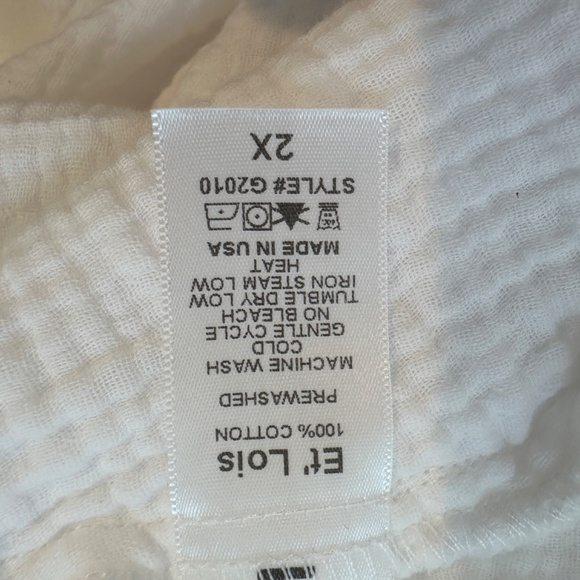 Et' Lois
100% COTTON
PREWASHED
MACHINE WASH
COLD
GENTLE CYCLE
NO BLEACH
TUMBLE DRY LOW
IRON STEAM LOW
HEAT
MADE IN USA
STYLE# G2010
2X